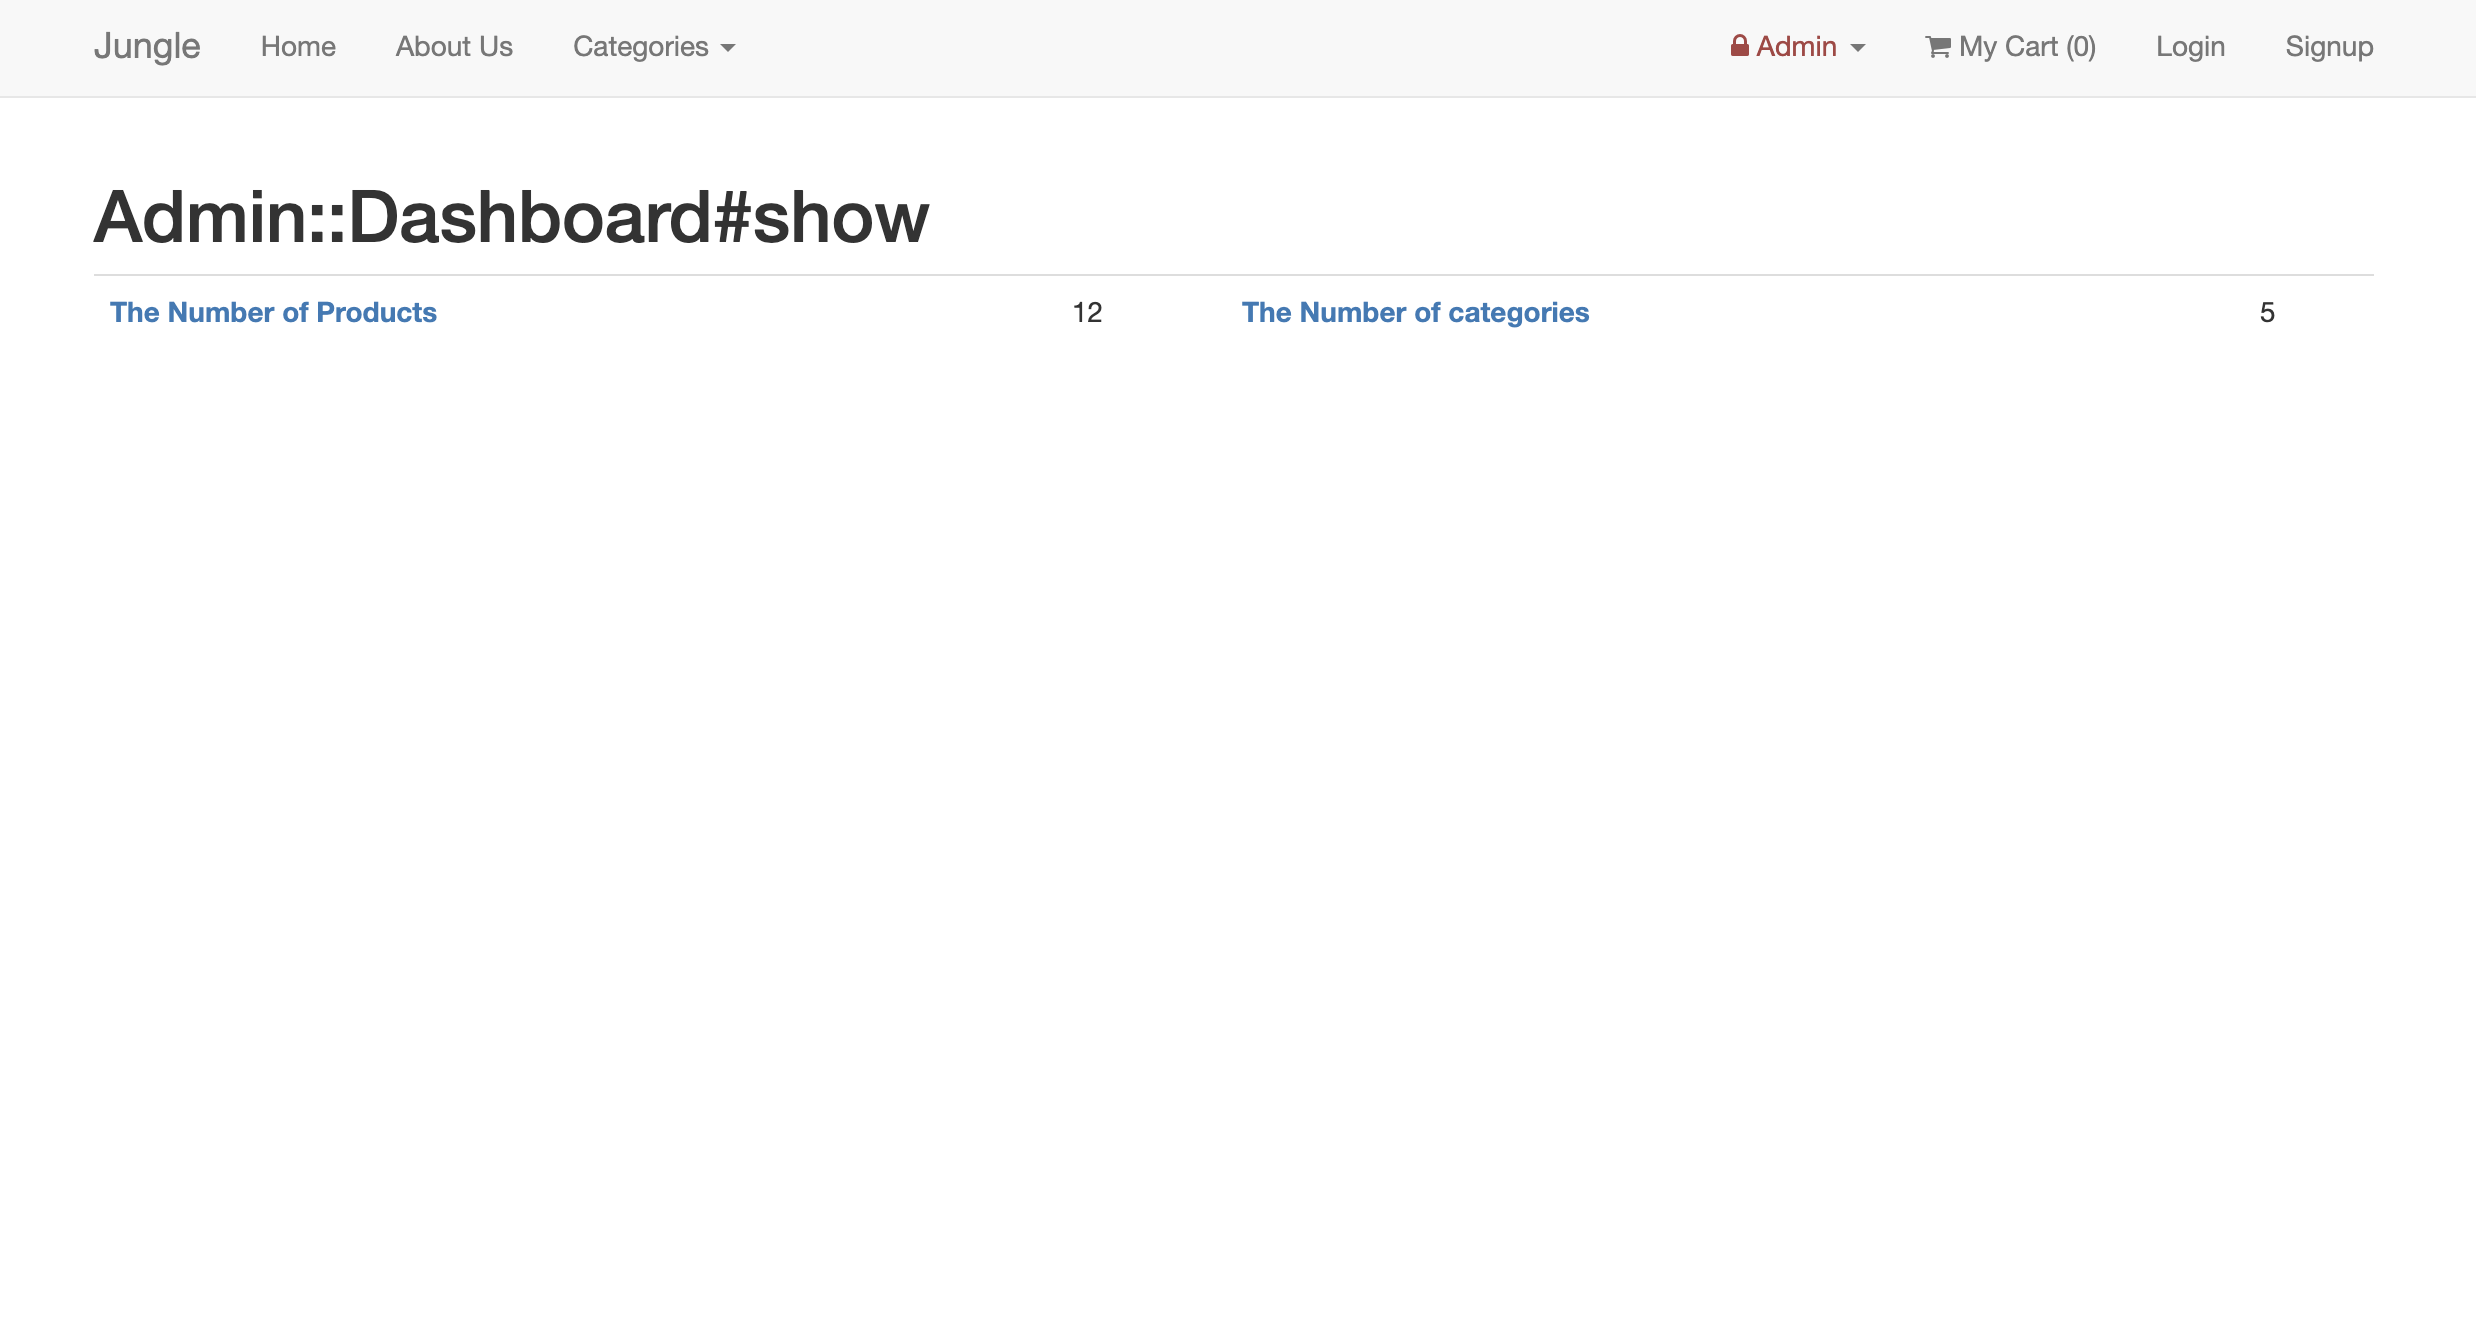 Jungle Home About Us Categories Admin My Cart (0) Login Signup
Admin::Dashboard#show
The Number of Products 12 The Number of categories 5